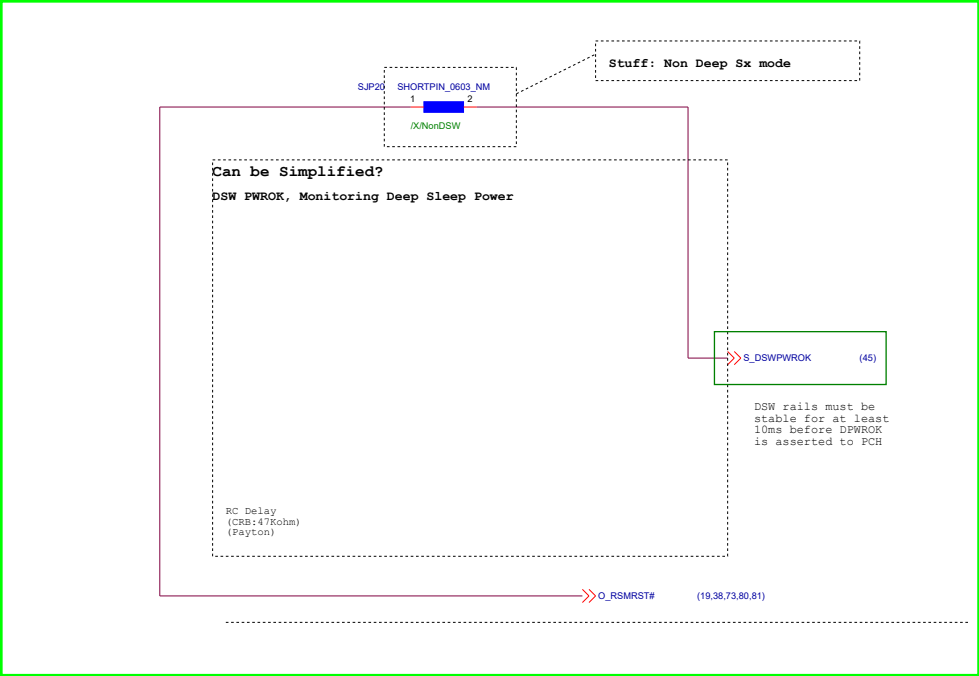 Stuff: Non Deep Sx mode
SJP20 SHORTPIN_0603_NM
1 2
/X/NonDSW
Can be Simplified?
DSW PWROK, Monitoring Deep Sleep Power
S_DSWPWROK (45)
DSW rails must be
stable for at least
10ms before DPWROK
is asserted to PCH
RC Delay
(CRB:47Kohm)
(Payton)
O_RSMRST# (19,38,73,80,81)